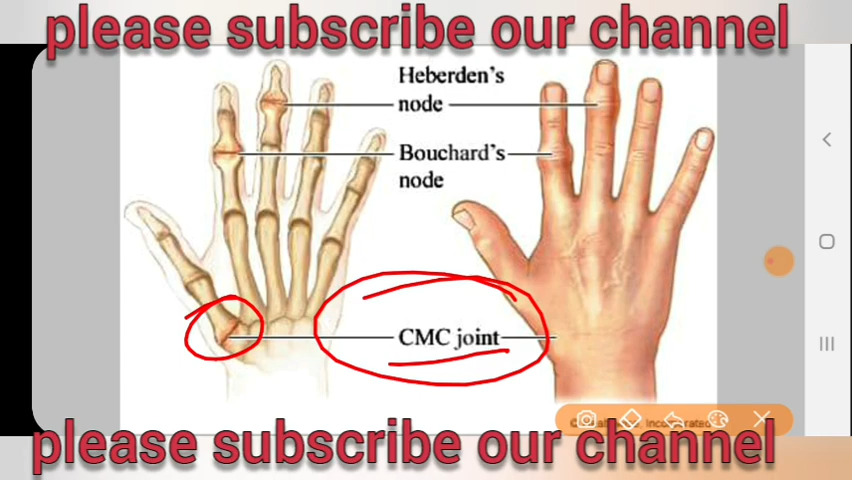 please subscribe our channel
Heberden's
node
Bouchard's
node
CMC joint
please subscribe our channel